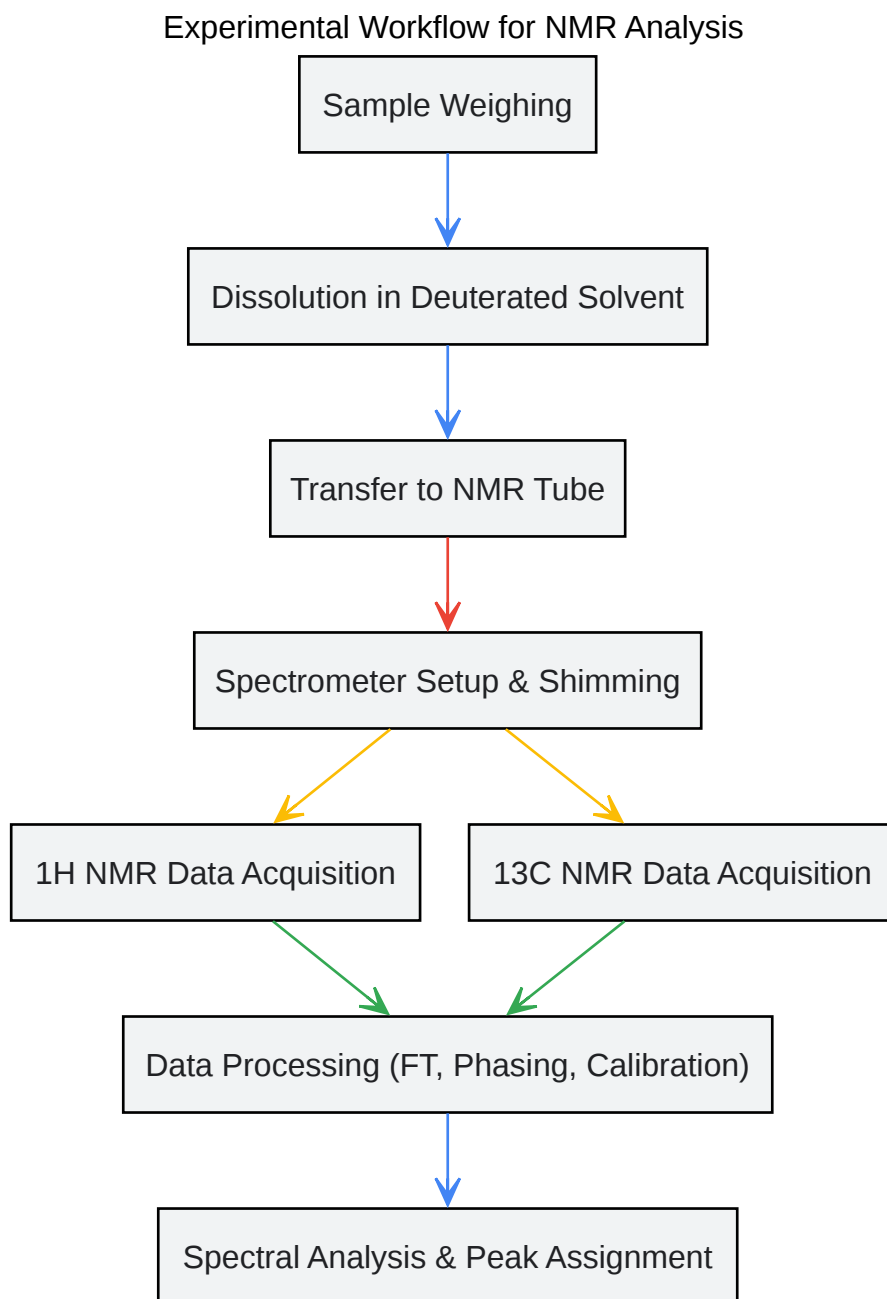 Experimental Workflow for NMR Analysis
Sample Weighing
Dissolution in Deuterated Solvent
Transfer to NMR Tube
Spectrometer Setup & Shimming
1H NMR Data Acquisition
13C NMR Data Acquisition
Data Processing (FT, Phasing, Calibration)
Spectral Analysis & Peak Assignment